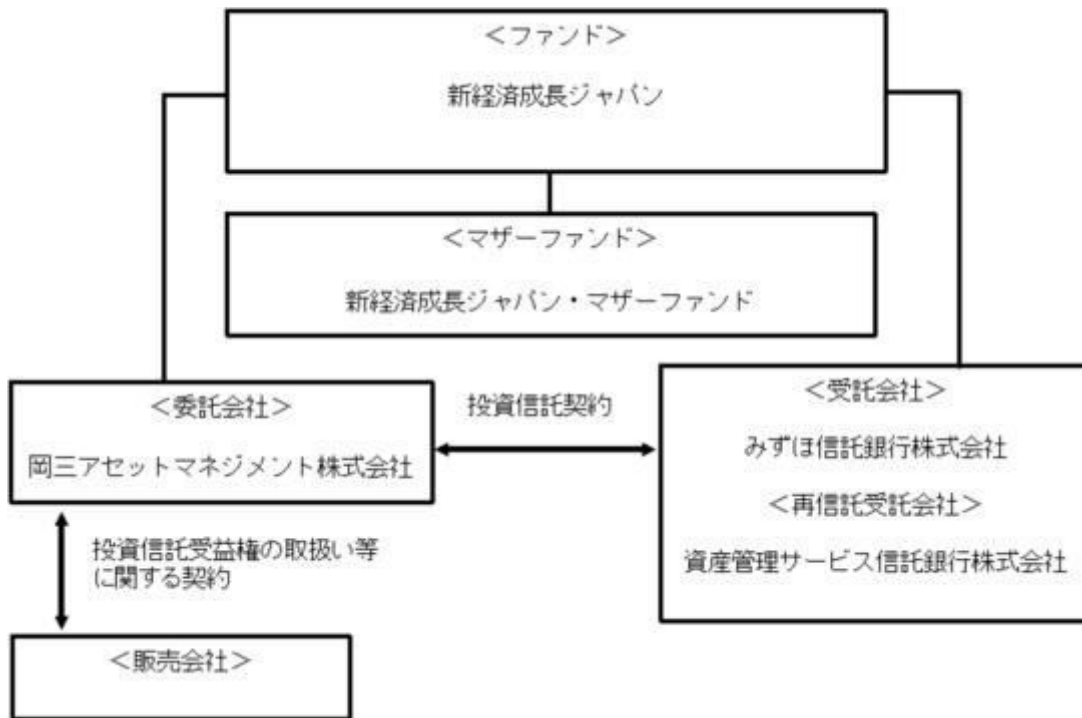 ＜ファンド＞
新経済成長ジャパン
＜マザーファンド＞
新経済成長ジャパン・マザーファンド
＜委託会社＞
岡三アセットマネジメント株式会社
投資信託契約
＜受託会社＞
みずほ信託銀行株式会社
＜再信託受託会社＞
資産管理サービス信託銀行株式会社
投資信託受益権の取扱い等
に関する契約
＜販売会社＞